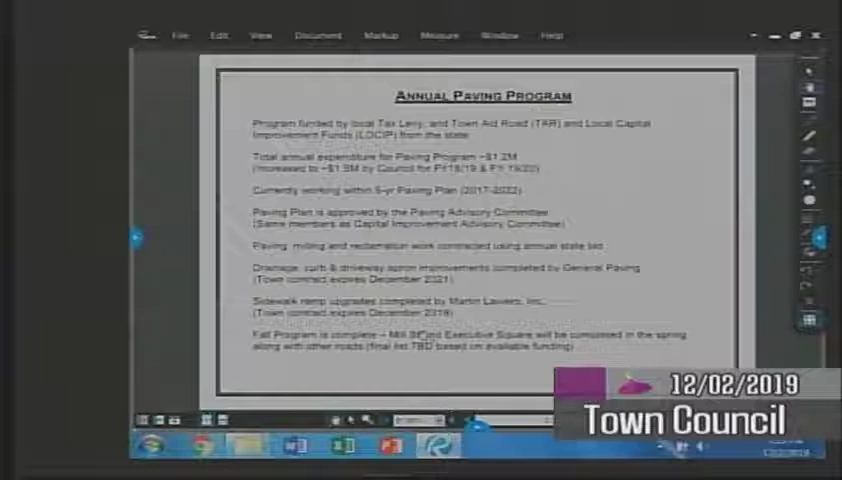 File Edit View Document Markup Measure Window Help
ANNUAL PAVING PROGRAM
Program funded by local Tax Levy, and Town Aid Road (TAR) and Local Capital
Improvement Funds (LOCIP) from the state
Total annual expenditure for Paving Program ~$1.2M
(Increased to ~$1.5M by Council for FY18/19 & FY 19/20)
Currently working within 5-yr Paving Plan (2017-2022)
Paving Plan is approved by the Paving Advisory Committee
(Same members as Capital Improvement Advisory Committee)
Paving, milling and reclamation work contracted using annual state bid
Drainage, curb & driveway apron improvements completed by General Paving
(Town contract expires December 2021)
Sidewalk ramp upgrades completed by Martin Laviero, Inc.
(Town contract expires December 2019)
Fall Program is complete – Mill St and Executive Square will be completed in the spring
along with other roads (final list TBD based on available funding)
12/02/2019
Town Council